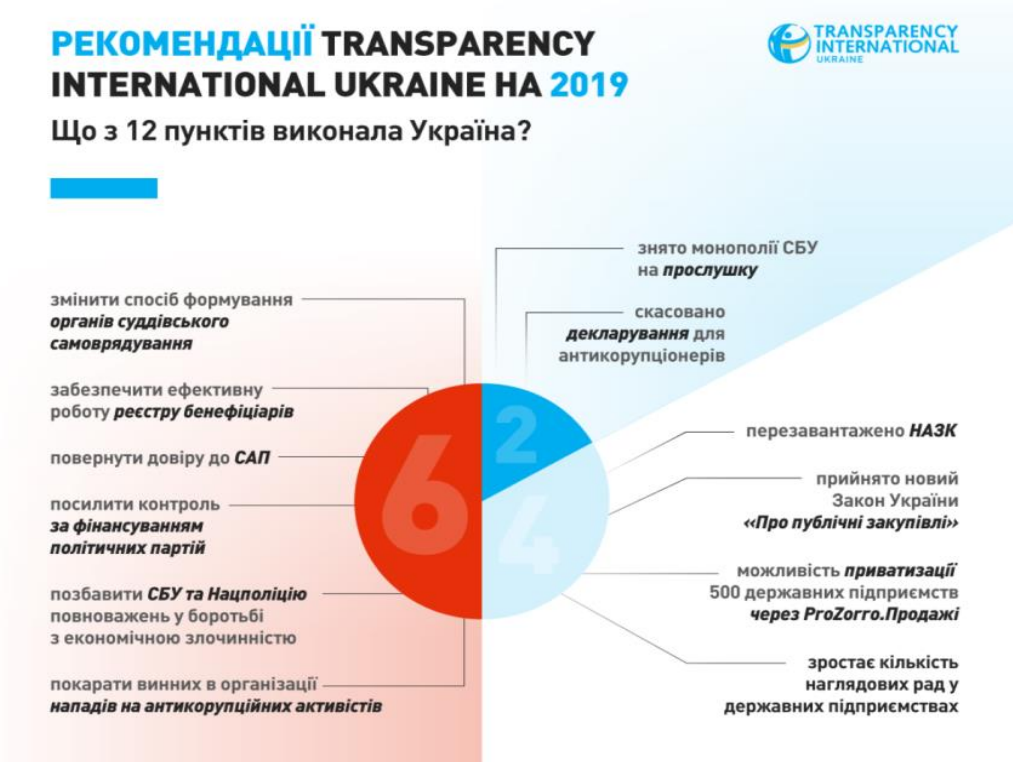 РЕКОМЕНДАЦІЇ TRANSPARENCY
INTERNATIONAL UKRAINE НА 2019
Що з 12 пунктів виконала Україна?
TRANSPARENCY
INTERNATIONAL
UKRAINE
змінити спосіб формування
органів суддівського
самоврядування
забезпечити ефективну
роботу реєстру бенефіціарів
повернути довіру до САП
посилити контроль
за фінансуванням
політичних партій
позбавити СБУ та Нацполіцію
повноважень у боротьбі
з економічною злочинністю
покарати винних в організації
нападів на антикорупційних активістів
6
2
4
знято монополії СБУ
на прослушку
скасовано
декларування для
антикорупціонерів
перезавантажено НАЗК
прийнято новий
Закон України
«Про публічні закупівлі»
можливість приватизації
500 державних підприємств
через ProZorro.Продажі
зростає кількість
наглядових рад у
державних підприємствах